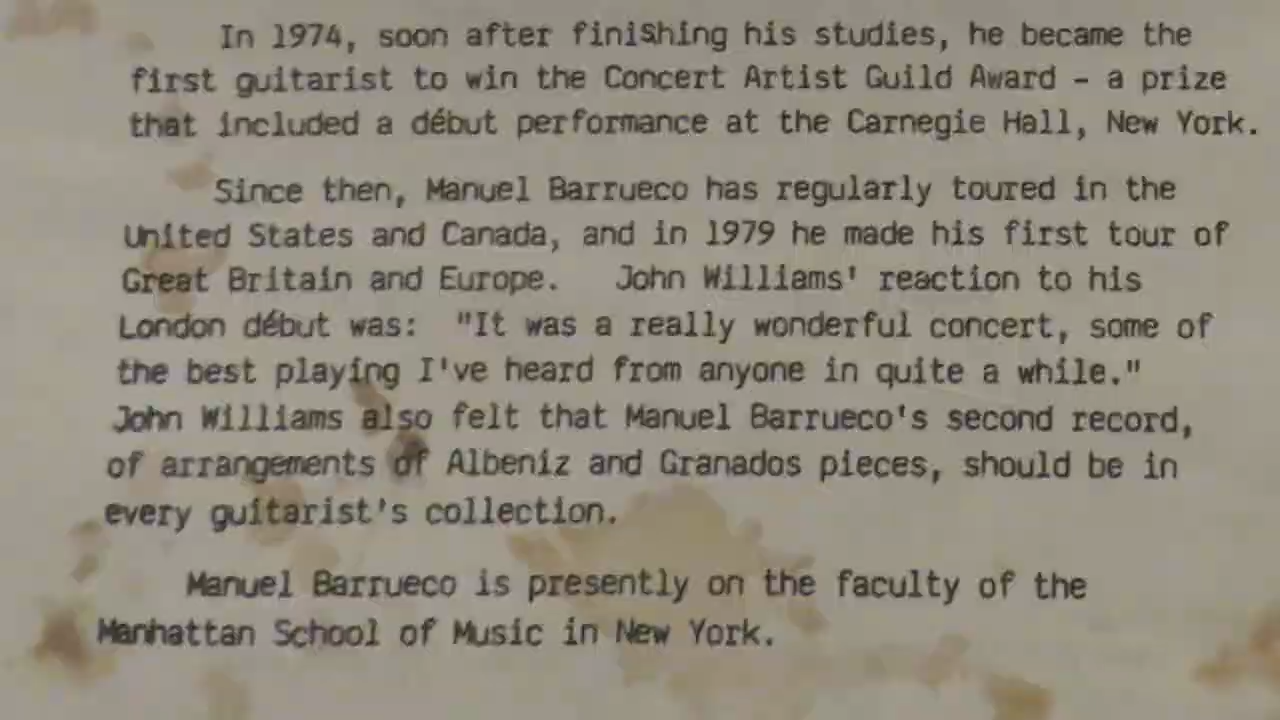 In 1974, soon after finiShing his studies, he became the
first guitarist to win the Concert Artist Guild Award - a prize
that included a début performance at the Carnegie Hall, New York.
Since then, Manuel Barrueco has regularly toured in the
United States and Canada, and in 1979 he made his first tour of
Great Britain and Europe. John Williams' reaction to his
London début was: "It was a really wonderful concert, some of
the best playing I've heard from anyone in quite a while."
John Williams also felt that Manuel Barrueco's second record,
of arrangements of Albeniz and Granados pieces, should be in
every guitarist's collection.
Manuel Barrueco is presently on the faculty of the
Manhattan School of Music in New York.